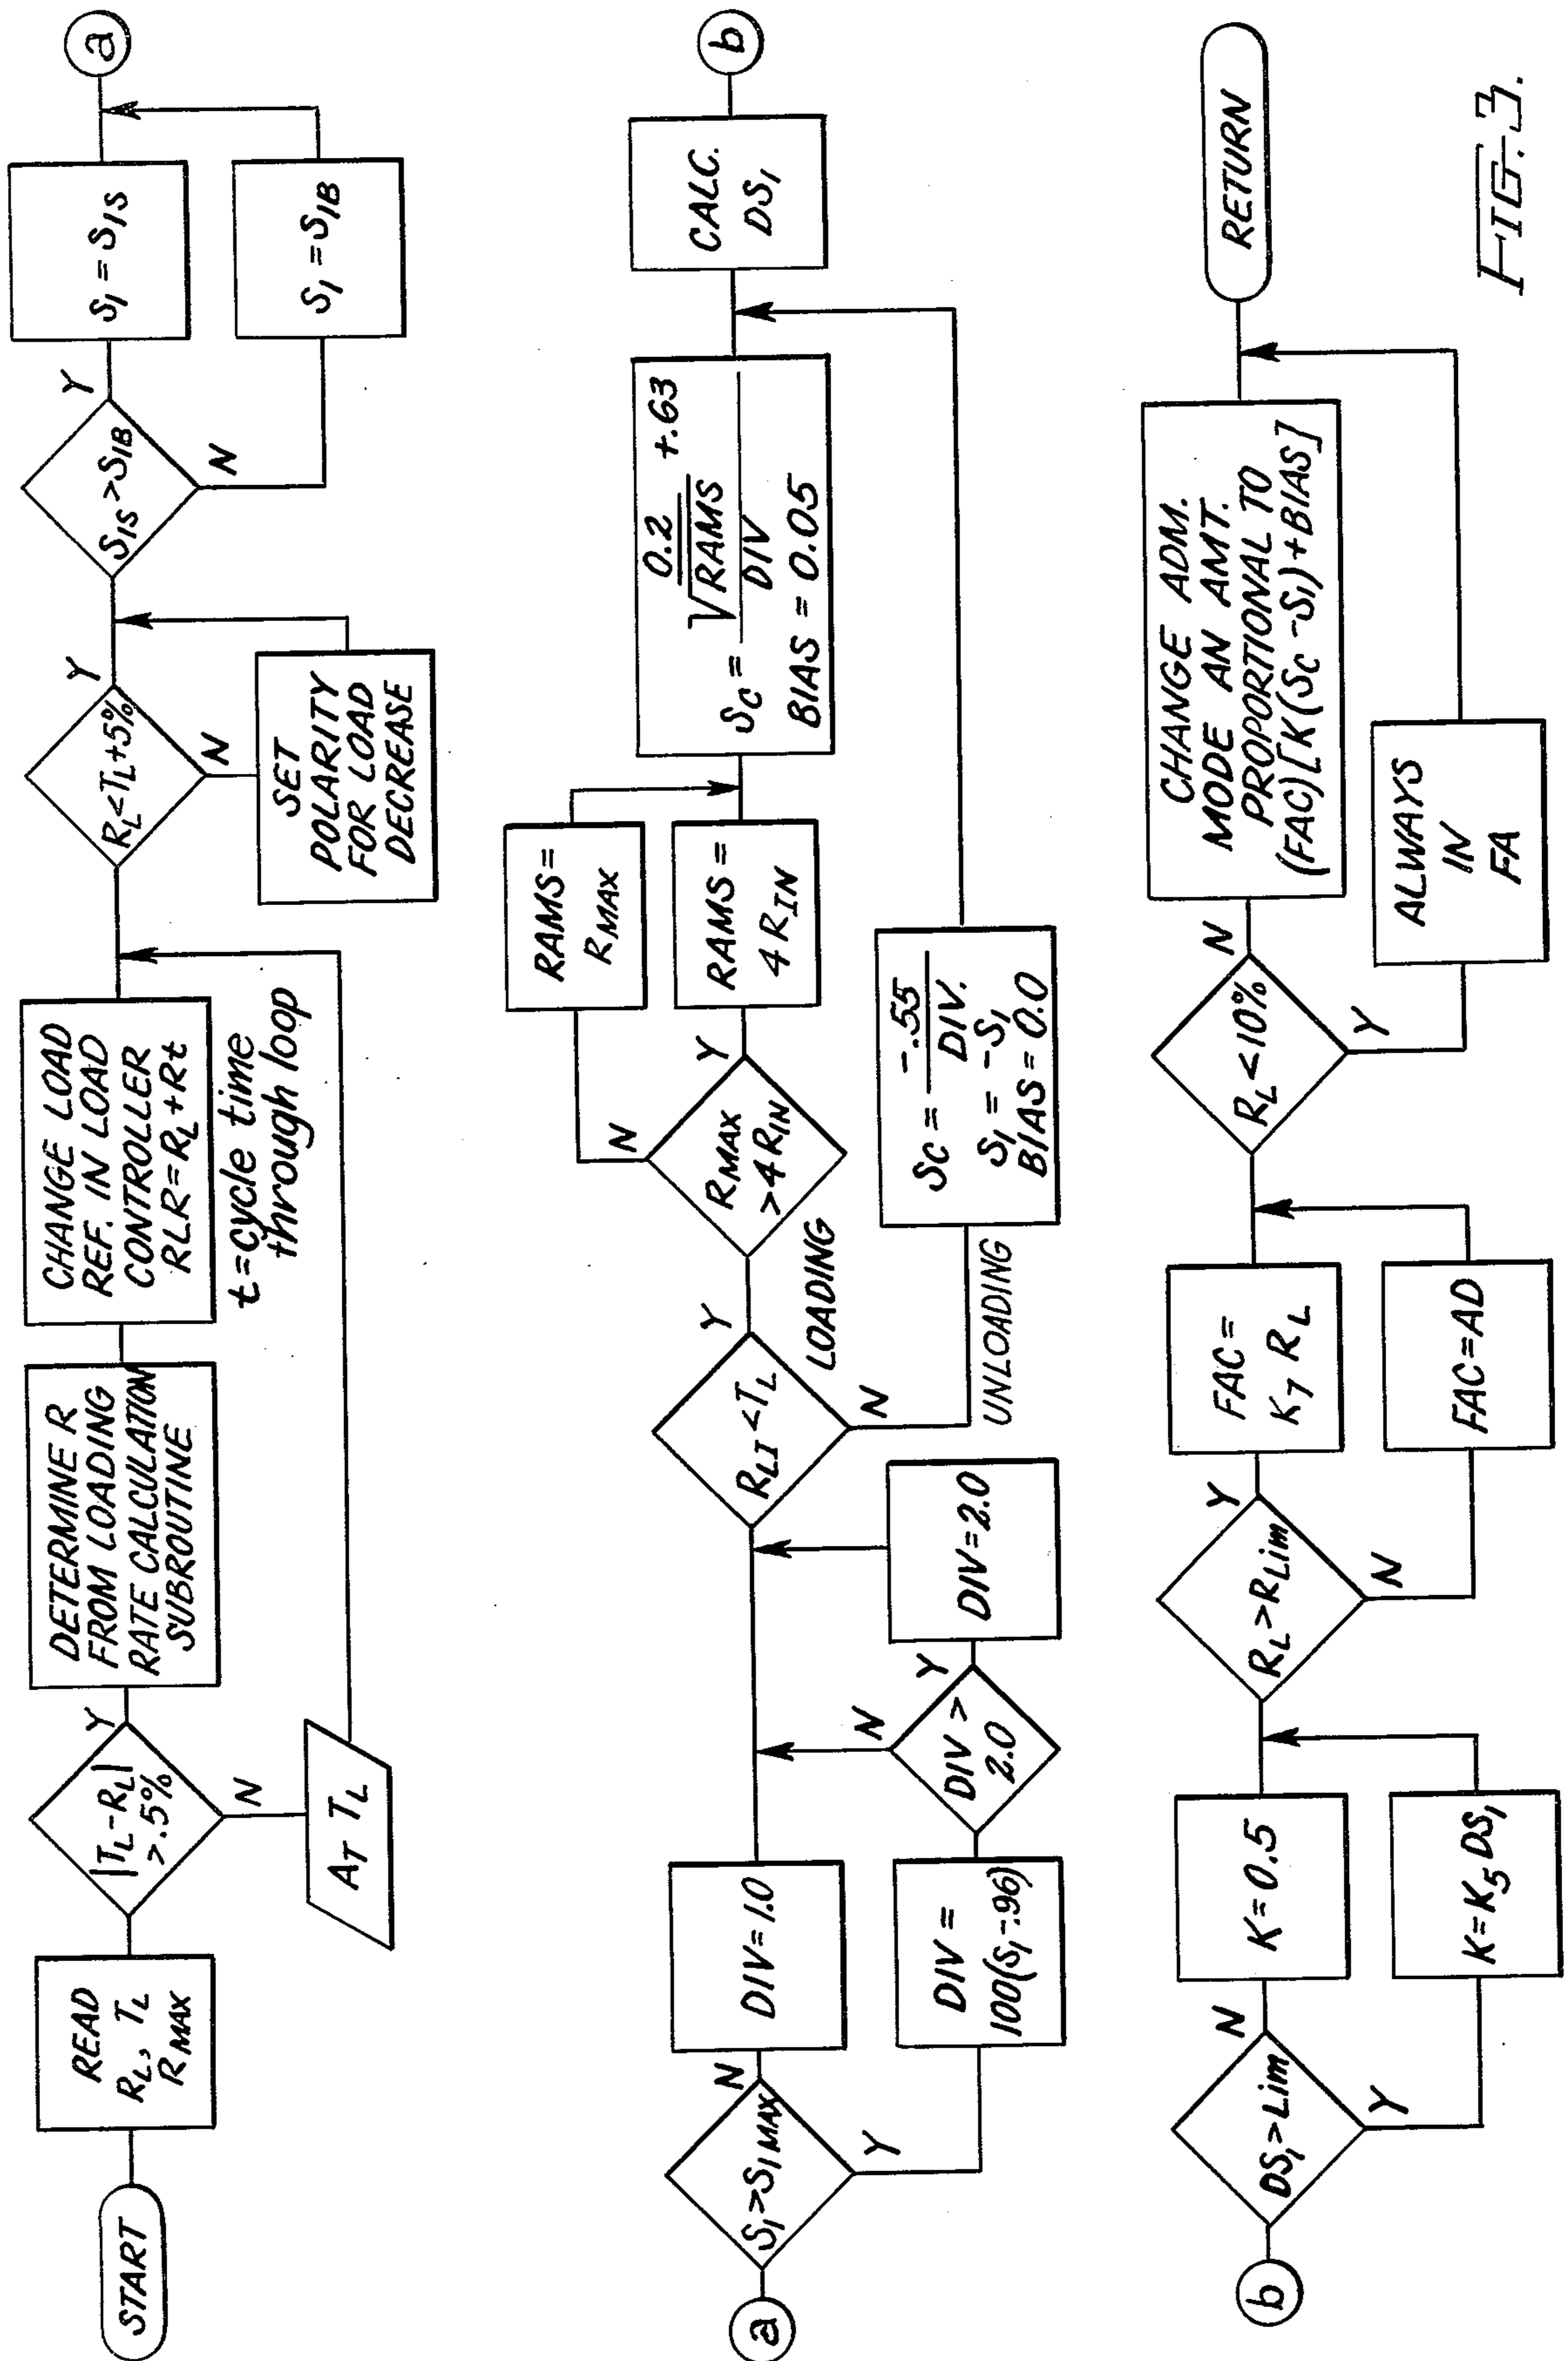 START
READ
R_L, T_L
R_MAX
|T_L-R_L|
>.5%
Y
N
AT T_L
DETERMINE R
FROM LOADING
RATE CALCULATION
SUBROUTINE
CHANGE LOAD
REF. IN LOAD
CONTROLLER
RLR=R_L+Rt
t=cycle time
through loop
R_L<T_L+5%
Y
N
SET
POLARITY
FOR LOAD
DECREASE
S_1S>S_1B
Y
N
S_1=S_1S
S_1=S_1B
a
a
S_1>S_1MAX
N
Y
DIV=1.0
DIV=
100(S_1-.96)
DIV>
2.0
N
Y
DIV=2.0
R_LI<T_L
Y
LOADING
N
UNLOADING
R_MAX
>4R_IN
N
Y
RAMS=
R_MAX
RAMS=
4R_IN
S_C=-.55/DIV.
S_1=-S_1
BIAS=0.0
S_C=(0.2/√RAMS+.63)/DIV
BIAS=0.05
CALC.
DS_1
b
b
DS_1>Lim
N
Y
K=0.5
K=K_5DS_1
R_L>R_Lim
Y
N
FAC=
K_7R_L
FAC=AD
R_L<10%
N
Y
CHANGE ADM.
MODE AN AMT.
PROPORTIONAL TO
(FAC)[K(S_C-S_1)+BIAS]
ALWAYS
IN
FA
RETURN
FIG. 3.